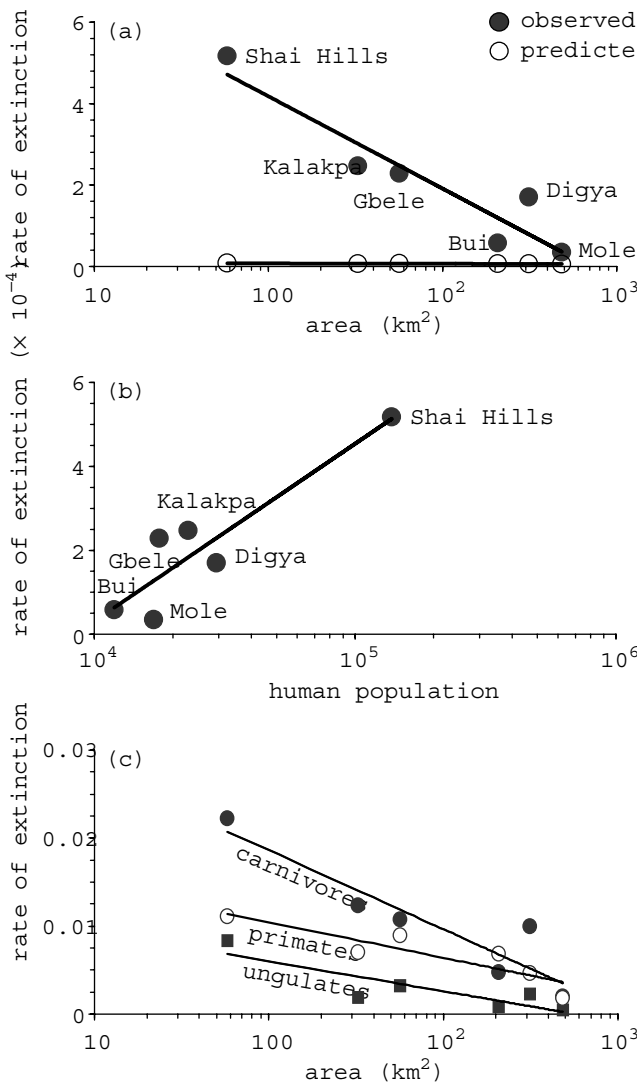 (a)
observed
predicte
rate of extinction
(× 10⁻⁴)
6
4
2
0
Shai Hills
Kalakpa
Gbele
Digya
Bui
Mole
10
100
10²
10³
area (km²)
(b)
rate of extinction
6
4
2
0
Shai Hills
Kalakpa
Gbele
Digya
Bui
Mole
10⁴
10⁵
10⁶
human population
(c)
rate of extinction
0.03
0.02
0.01
0
carnivores
primates
ungulates
10
100
10²
10³
area (km²)